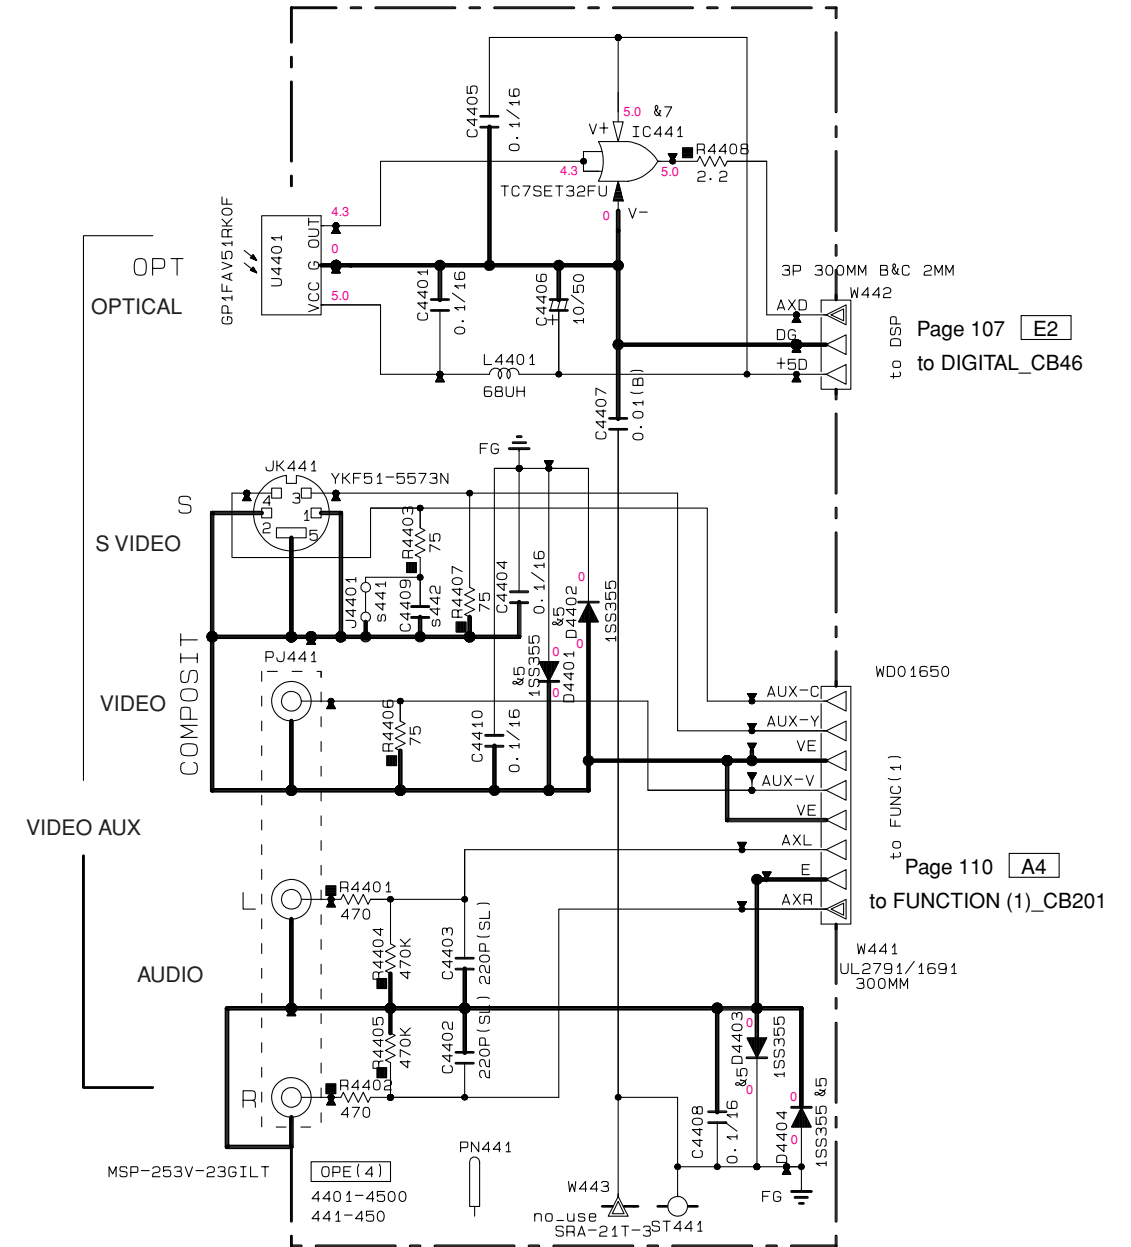 C4405
0.1/16
5.0
&7
V+
IC441
4.3
R4408
5.0
2.2
TC7SET32FU
0
V-
GP1FAV51RK0F
U4401
OUT
G
VCC
4.3
0
5.0
OPT
OPTICAL
C4401
0.1/16
C4406
10/50
+
3P 300MM B&C 2MM
W442
AXD
DG
+5D
to DSP
Page 107 E2
to DIGITAL_CB46
L4401
68UH
C4407
0.01(B)
FG
JK441
YKF51-5573N
4
3
2
1
5
S
S VIDEO
R4403
75
J4401
s441
C4409
s442
R4407
75
C4404
0.1/16
0
D4402
1SS355
&5
0
&5
1SS355
0
D4401
0
COMPOSIT
PJ441
VIDEO
R4406
75
C4410
0.1/16
WD01650
AUX-C
AUX-Y
VE
AUX-V
VE
AXL
E
AXR
to FUNC(1)
Page 110 A4
to FUNCTION (1)_CB201
VIDEO AUX
W441
UL2791/1691
300MM
L
R4401
470
R4404
470K
C4403
220P(SL)
AUDIO
R4405
470K
C4402
220P(SL)
R
R4402
470
0
D4403
1SS355
&5
0
C4408
0.1/16
0
D4404
1SS355
&5
0
FG
MSP-253V-23GILT
OPE(4)
4401-4500
441-450
PN441
W443
no_use
SRA-21T-3
ST441